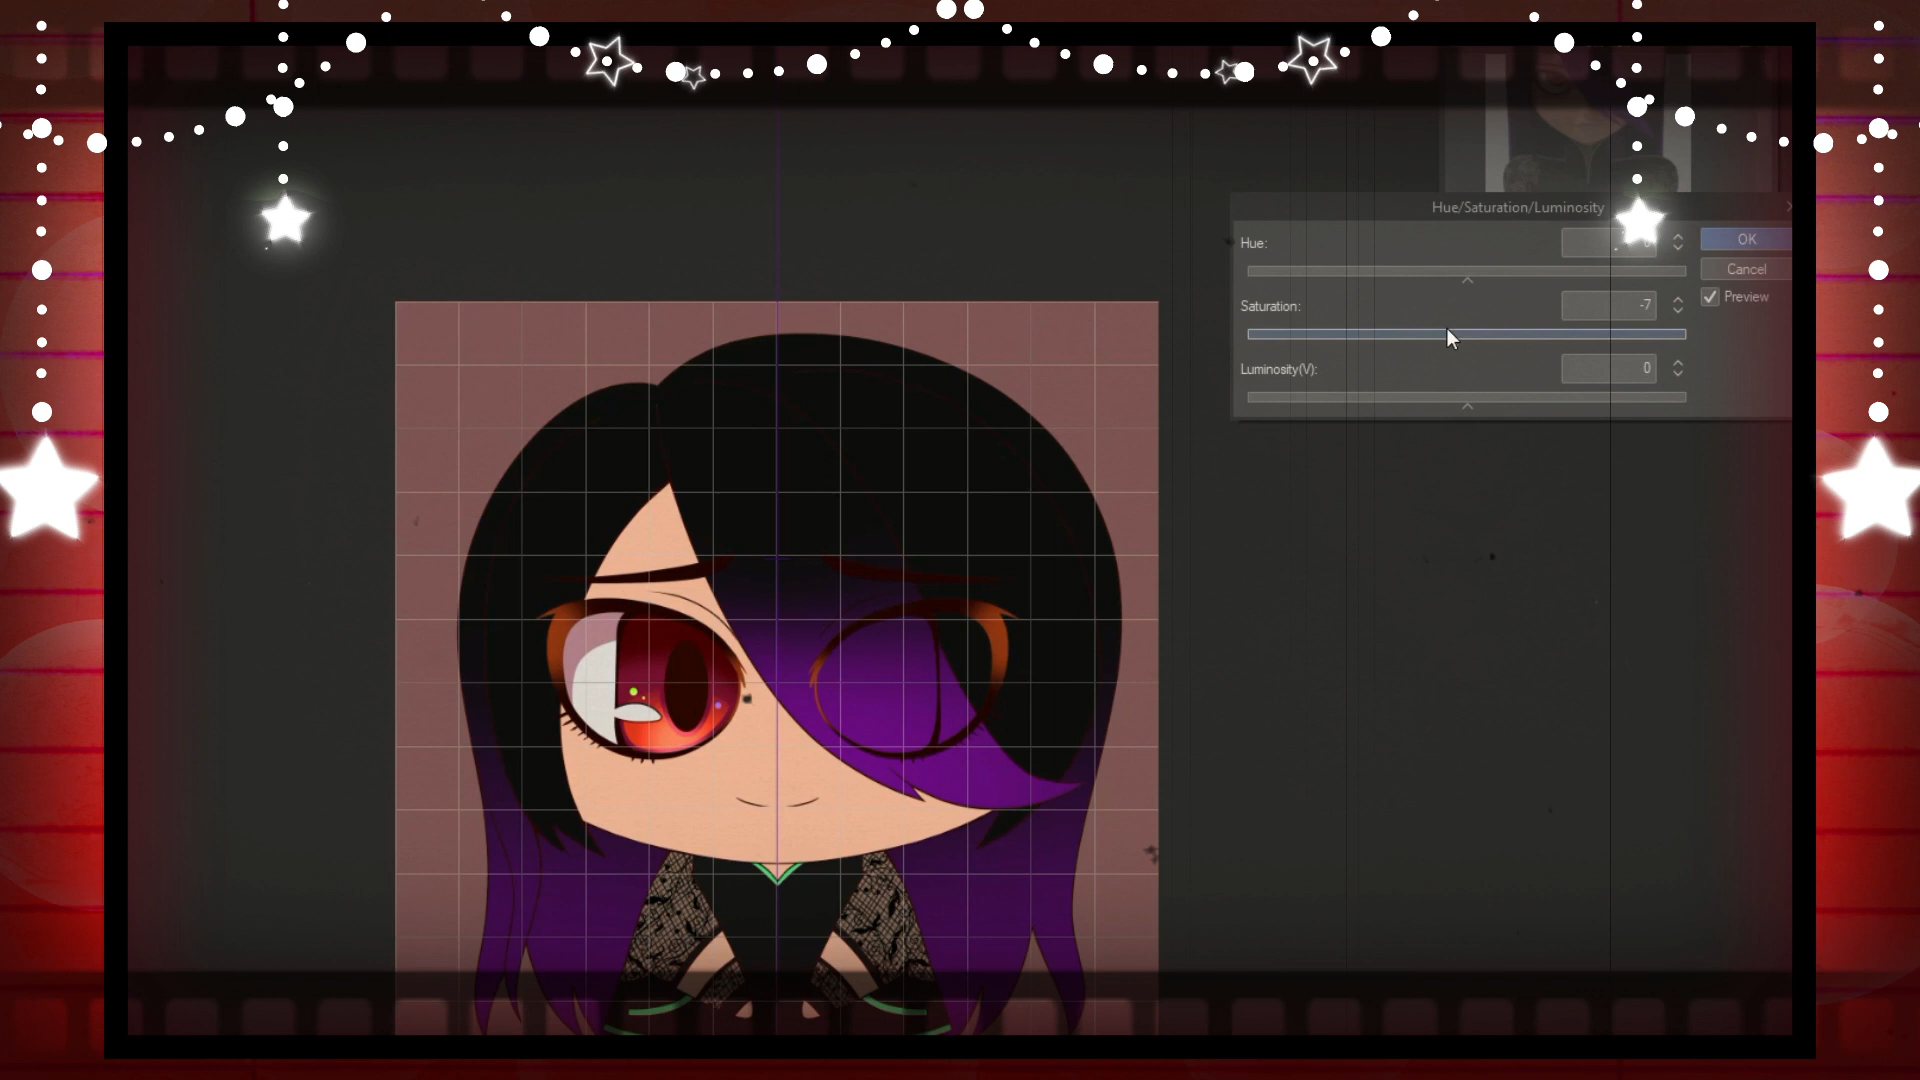 Hue/Saturation/Luminosity
Hue:
OK
Cancel
Saturation: -7
Preview
Luminosity(V): 0